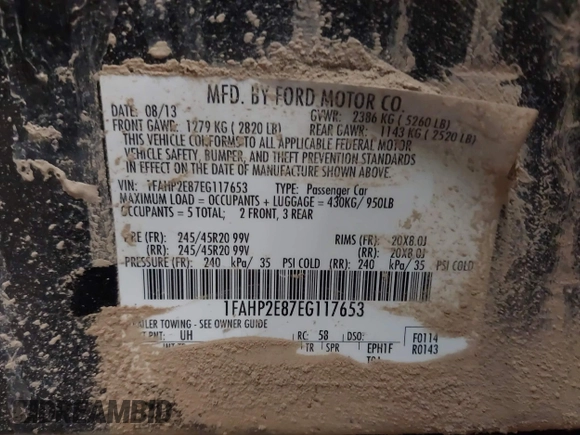 MFD. BY FORD MOTOR CO.
DATE: 08/13 GVWR: 2386 KG ( 5260 LB)
FRONT GAWR: 1279 KG ( 2820 LB) REAR GAWR: 1143 KG ( 2520 LB)
THIS VEHICLE CONFORMS TO ALL APPLICABLE FEDERAL MOTOR
VEHICLE SAFETY, BUMPER, AND THEFT PREVENTION STANDARDS
IN EFFECT ON THE DATE OF MANUFACTURE SHOWN ABOVE.
VIN: 1FAHP2E87EG117653 TYPE: Passenger Car
MAXIMUM LOAD = OCCUPANTS + LUGGAGE = 430KG/ 950LB
OCCUPANTS = 5 TOTAL; 2 FRONT, 3 REAR
(FR): 245/45R20 99V RIMS (FR): 20X8.0J
(RR): 245/45R20 99V (RR): 20X8.0J
PRESSURE (FR): 240 kPa/ 35 PSI COLD (RR): 240 kPa/ 35 PSI COLD
1FAHP2E87EG117653
TOWING - SEE OWNER GUIDE
PNT: UH RC: 58 DSO: F0114
TR SPR EPH1F R0143
CADREAMBID